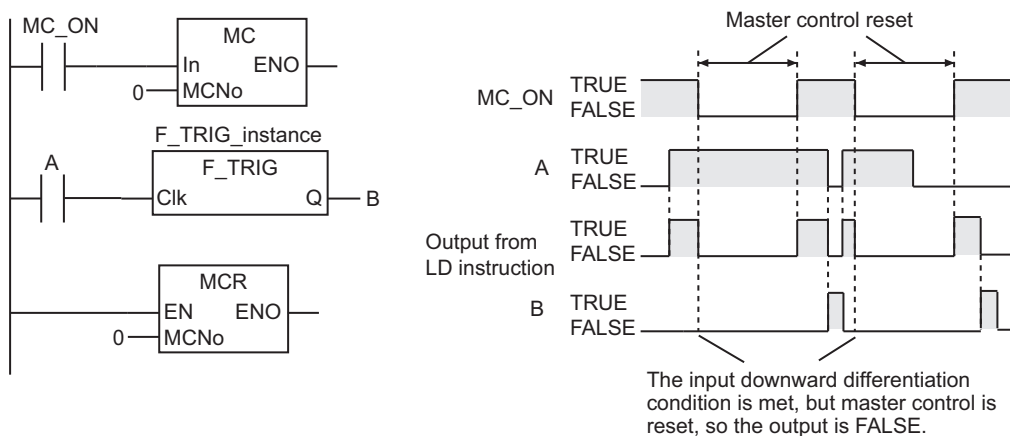 MC_ON
MC
In ENO
0 MCNo
F_TRIG_instance
A
F_TRIG
Clk Q B
MCR
EN ENO
0 MCNo
Master control reset
MC_ON TRUE
FALSE
A TRUE
FALSE
Output from
LD instruction
TRUE
FALSE
B TRUE
FALSE
The input downward differentiation
condition is met, but master control is
reset, so the output is FALSE.